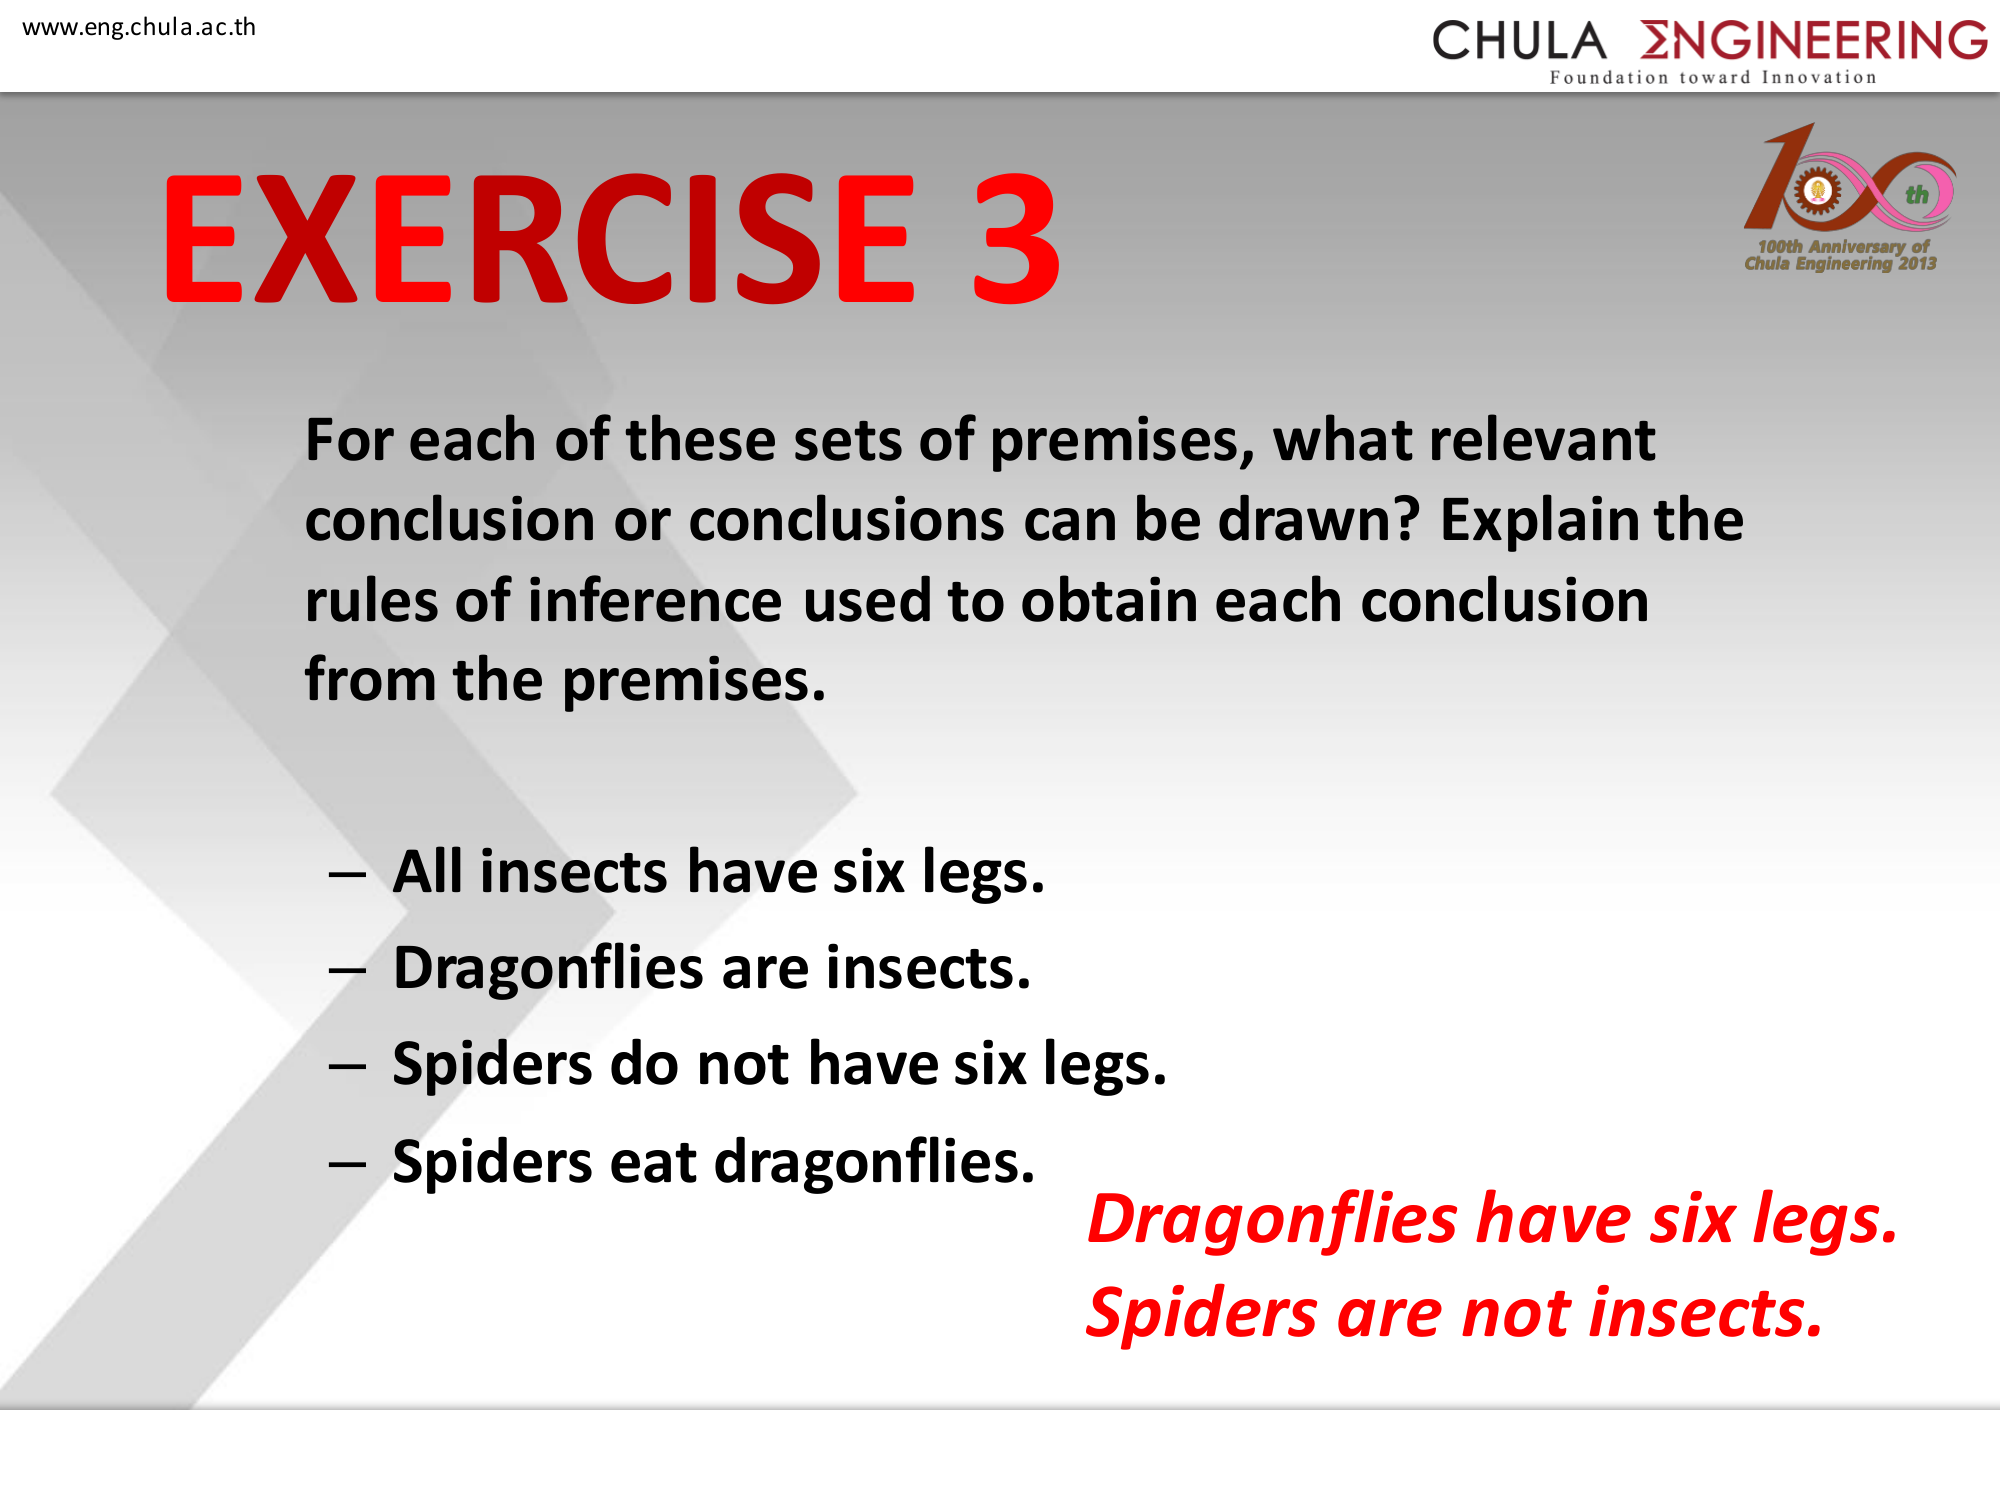 www.eng.chula.ac.th
CHULA ΣNGINEERING
Foundation toward Innovation
100th
100th Anniversary of
Chula Engineering 2013
EXERCISE 3
For each of these sets of premises, what relevant
conclusion or conclusions can be drawn? Explain the
rules of inference used to obtain each conclusion
from the premises.
– All insects have six legs.
– Dragonflies are insects.
– Spiders do not have six legs.
– Spiders eat dragonflies.
Dragonflies have six legs.
Spiders are not insects.